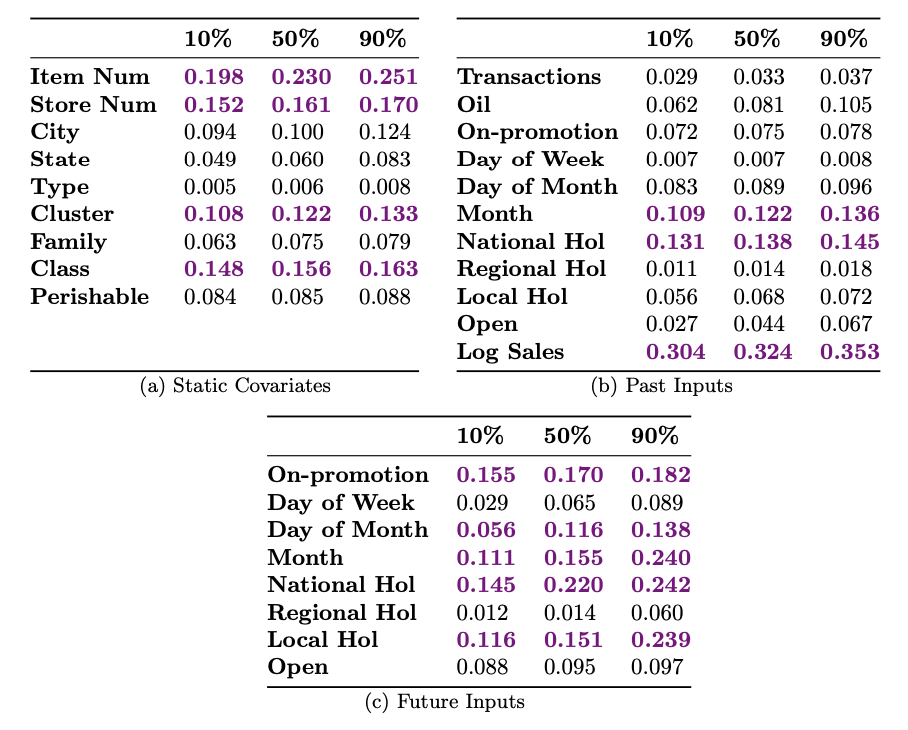 10% 50% 90%
Item Num 0.198 0.230 0.251
Store Num 0.152 0.161 0.170
City 0.094 0.100 0.124
State 0.049 0.060 0.083
Type 0.005 0.006 0.008
Cluster 0.108 0.122 0.133
Family 0.063 0.075 0.079
Class 0.148 0.156 0.163
Perishable 0.084 0.085 0.088
(a) Static Covariates
10% 50% 90%
Transactions 0.029 0.033 0.037
Oil 0.062 0.081 0.105
On-promotion 0.072 0.075 0.078
Day of Week 0.007 0.007 0.008
Day of Month 0.083 0.089 0.096
Month 0.109 0.122 0.136
National Hol 0.131 0.138 0.145
Regional Hol 0.011 0.014 0.018
Local Hol 0.056 0.068 0.072
Open 0.027 0.044 0.067
Log Sales 0.304 0.324 0.353
(b) Past Inputs
10% 50% 90%
On-promotion 0.155 0.170 0.182
Day of Week 0.029 0.065 0.089
Day of Month 0.056 0.116 0.138
Month 0.111 0.155 0.240
National Hol 0.145 0.220 0.242
Regional Hol 0.012 0.014 0.060
Local Hol 0.116 0.151 0.239
Open 0.088 0.095 0.097
(c) Future Inputs